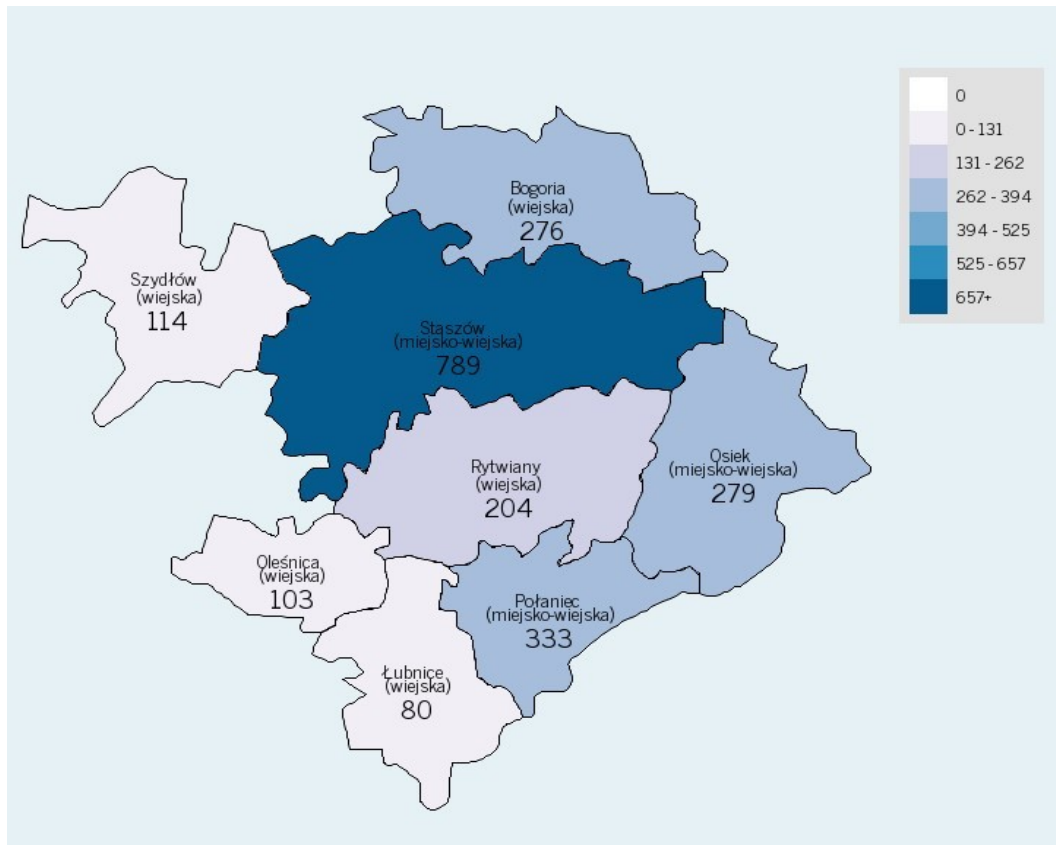 0
0 - 131
131 - 262
262 - 394
394 - 525
525 - 657
657+
Bogoria
(wiejska)
276
Szydłów
(wiejska)
114
Staszów
(miejsko-wiejska)
789
Osiek
(miejsko-wiejska)
279
Rytwiany
(wiejska)
204
Oleśnica
(wiejska)
103
Połaniec
(miejsko-wiejska)
333
Łubnice
(wiejska)
80